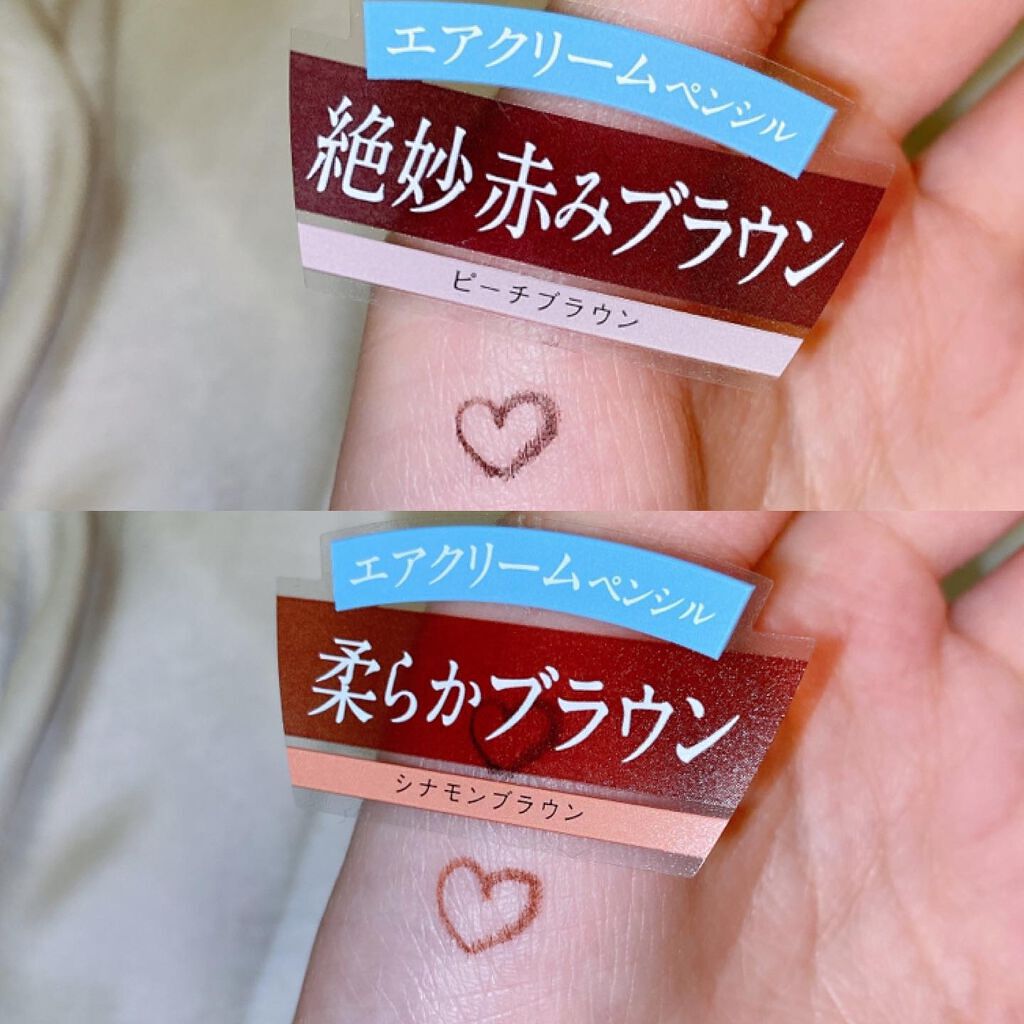 エアクリームペンシル
絶妙赤みブラウン
ピーチブラウン
エアクリームペンシル
柔らかブラウン
シナモンブラウン